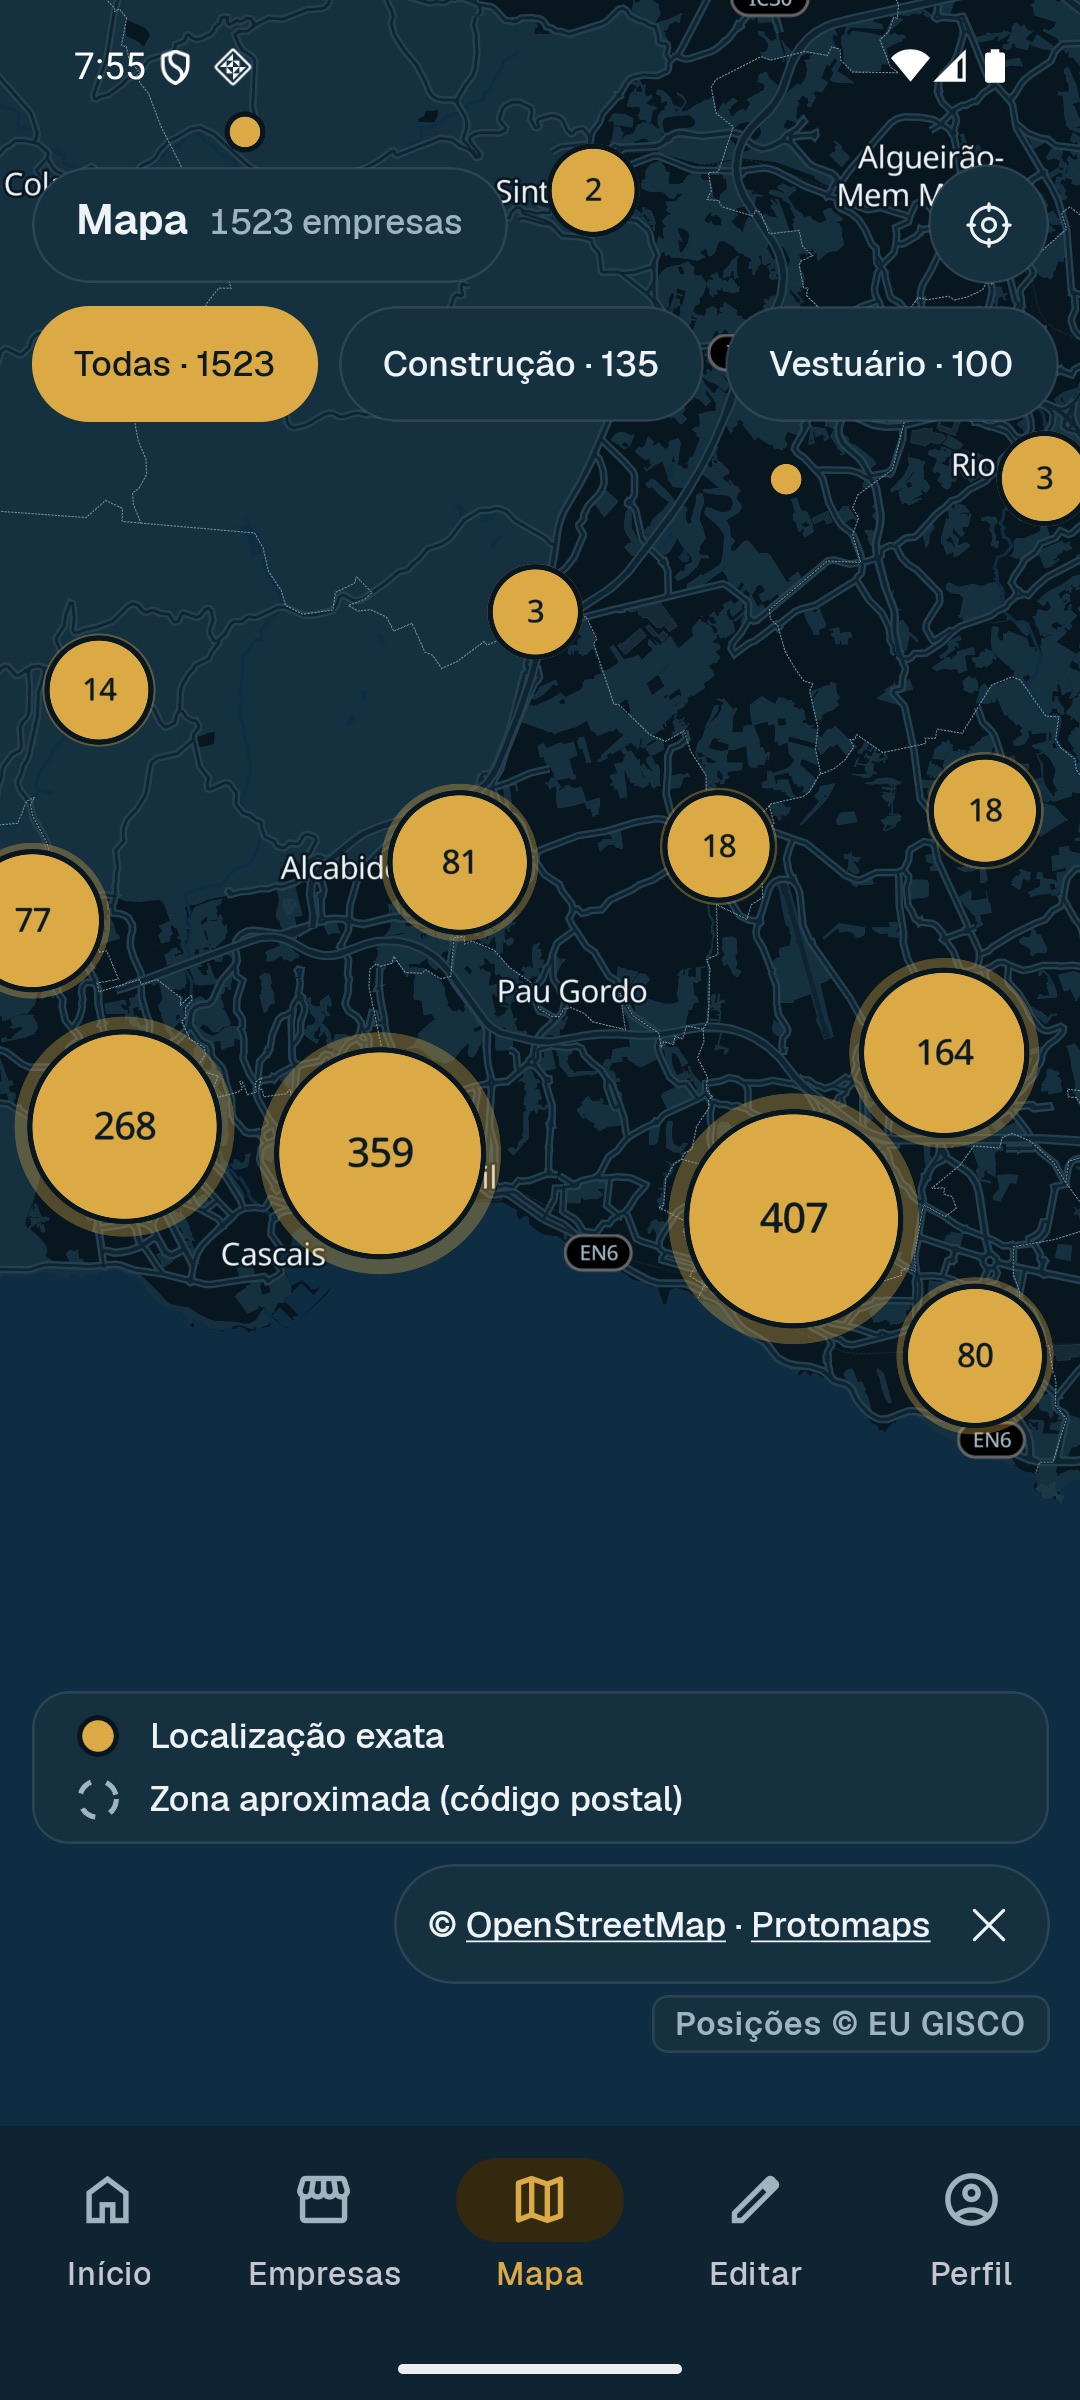 7:55
2
Algueirão-
Mapa 1523 empresas
Todas · 1523
Construção · 135
Vestuário · 100
Rio
3
3
14
18
81
18
77
Pau Gordo
164
268
359
407
Cascais
EN6
80
EN6
Localização exata
Zona aproximada (código postal)
© OpenStreetMap · Protomaps
Posições © EU GISCO
Início
Empresas
Mapa
Editar
Perfil